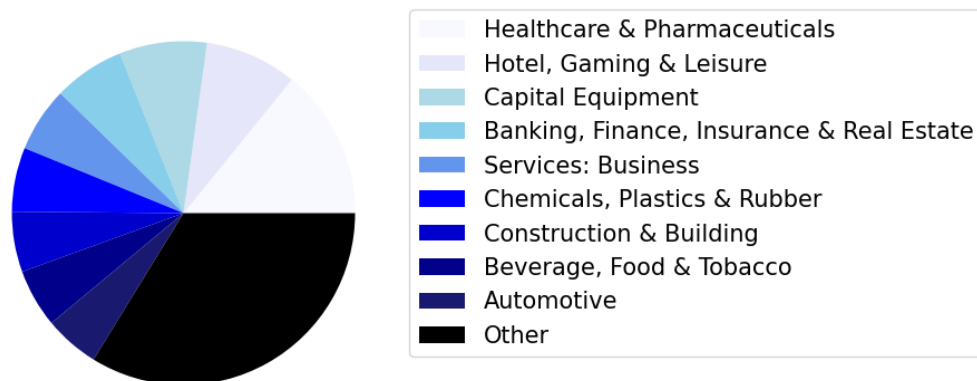 Healthcare & Pharmaceuticals
Hotel, Gaming & Leisure
Capital Equipment
Banking, Finance, Insurance & Real Estate
Services: Business
Chemicals, Plastics & Rubber
Construction & Building
Beverage, Food & Tobacco
Automotive
Other